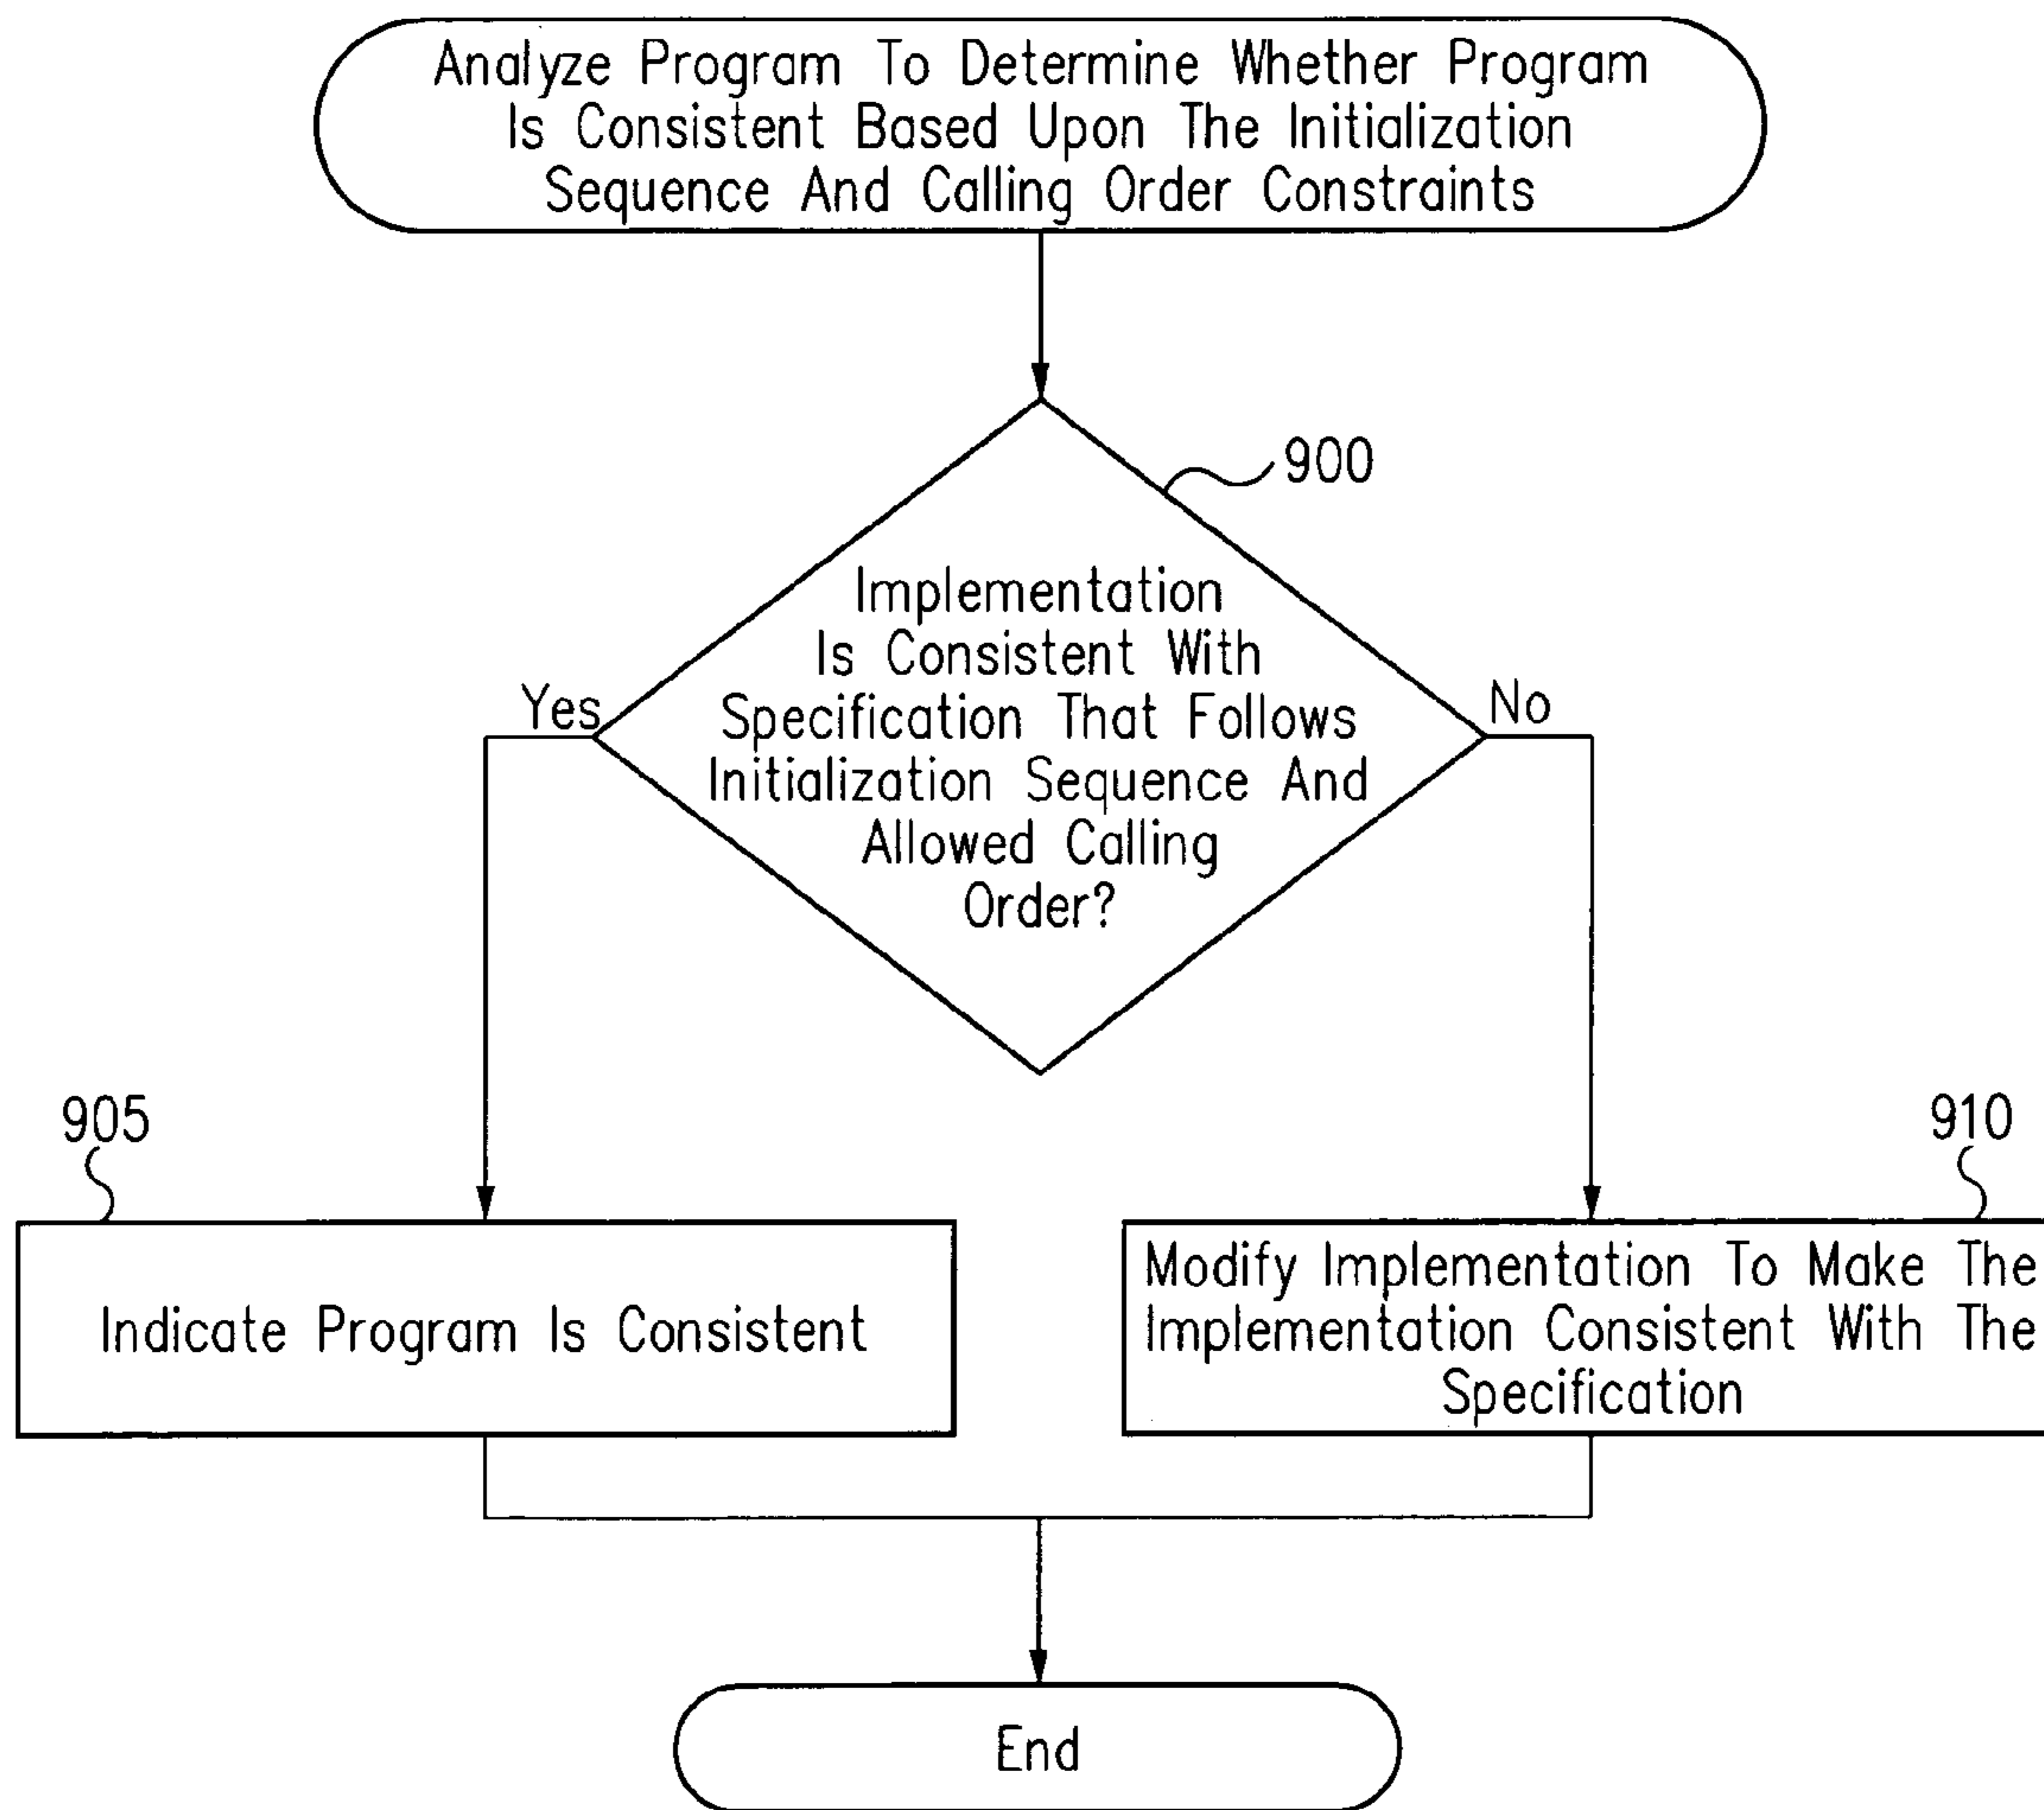 Analyze Program To Determine Whether Program
Is Consistent Based Upon The Initialization
Sequence And Calling Order Constraints
900
Implementation
Is Consistent With
Specification That Follows
Initialization Sequence And
Allowed Calling
Order?
Yes
No
905
910
Indicate Program Is Consistent
Modify Implementation To Make The
Implementation Consistent With The
Specification
End